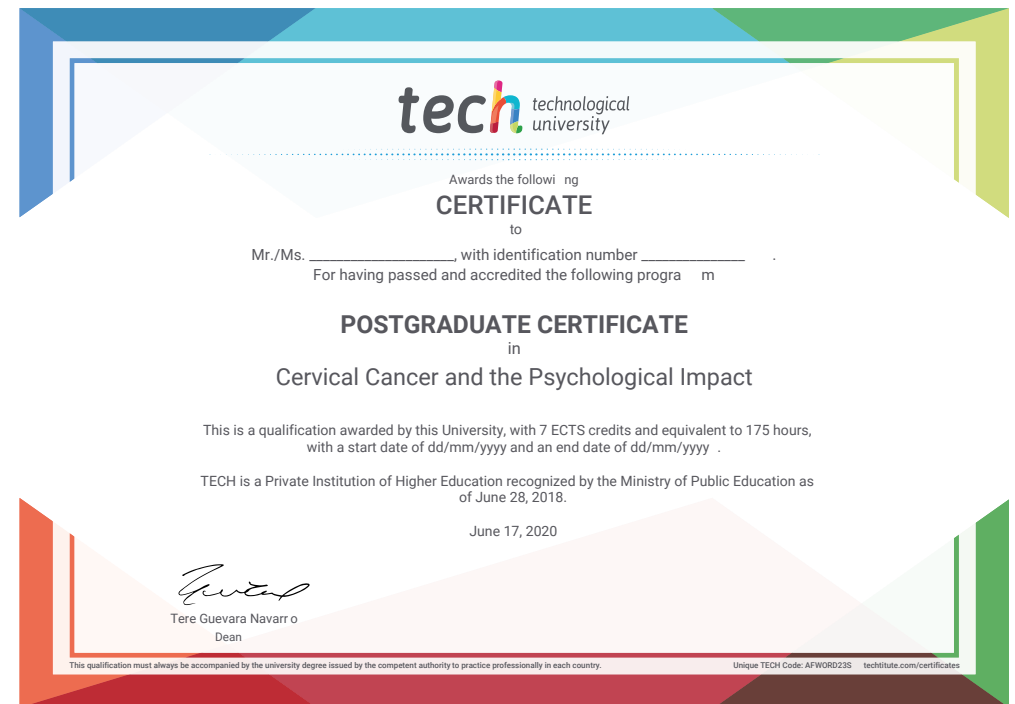 tech technological
university
Awards the followi ng
CERTIFICATE
to
Mr./Ms. _____________________, with identification number _______________ .
For having passed and accredited the following progra m
POSTGRADUATE CERTIFICATE
in
Cervical Cancer and the Psychological Impact
This is a qualification awarded by this University, with 7 ECTS credits and equivalent to 175 hours,
with a start date of dd/mm/yyyy and an end date of dd/mm/yyyy .
TECH is a Private Institution of Higher Education recognized by the Ministry of Public Education as
of June 28, 2018.
June 17, 2020
Tere Guevara Navarr o
Dean
This qualification must always be accompanied by the university degree issued by the competent authority to practice professionally in each country.
Unique TECH Code: AFWORD23S techtitute.com/certificates